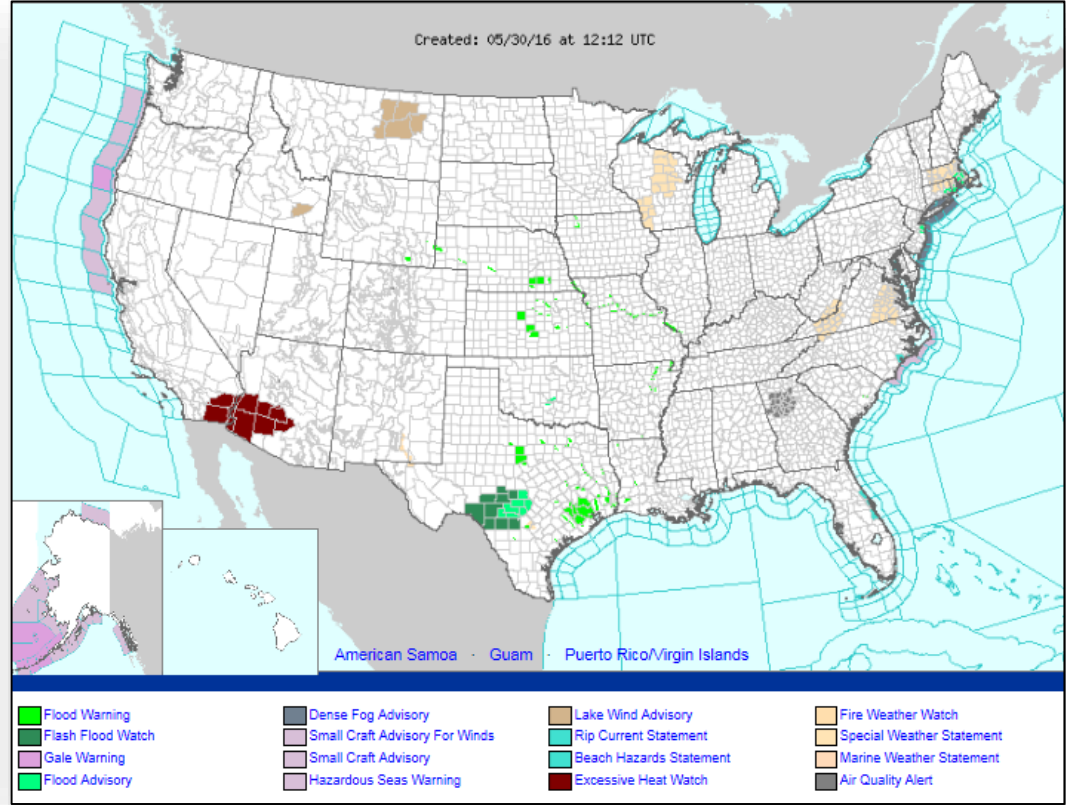 Created: 05/30/16 at 12:12 UTC
American Samoa · Guam · Puerto Rico/Virgin Islands
Flood Warning
Flash Flood Watch
Gale Warning
Flood Advisory
Dense Fog Advisory
Small Craft Advisory For Winds
Small Craft Advisory
Hazardous Seas Warning
Lake Wind Advisory
Rip Current Statement
Beach Hazards Statement
Excessive Heat Watch
Fire Weather Watch
Special Weather Statement
Marine Weather Statement
Air Quality Alert